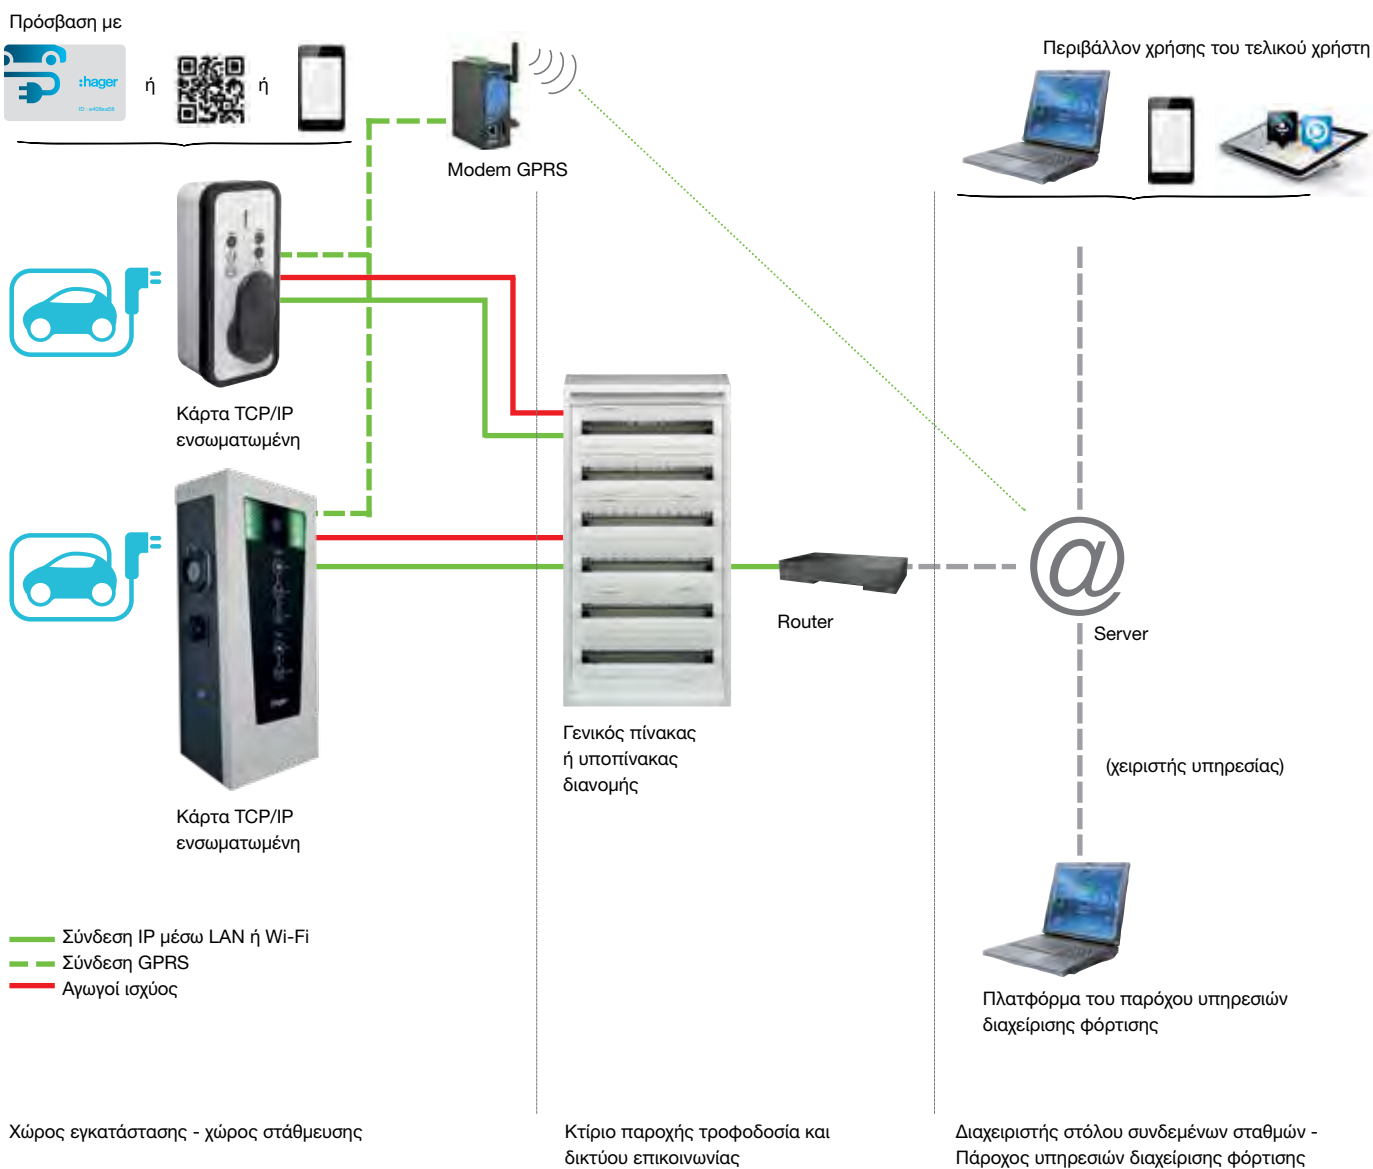 Πρόσβαση με
:hager
ή
ή
Modem GPRS
Περιβάλλον χρήσης του τελικού χρήστη
Κάρτα TCP/IP
ενσωματωμένη
Κάρτα TCP/IP
ενσωματωμένη
Γενικός πίνακας
ή υποπίνακας
διανομής
Router
Server
(χειριστής υπηρεσίας)
Πλατφόρμα του παρόχου υπηρεσιών
διαχείρισης φόρτισης
Σύνδεση IP μέσω LAN ή Wi-Fi
Σύνδεση GPRS
Αγωγοί ισχύος
Χώρος εγκατάστασης - χώρος στάθμευσης
Κτίριο παροχής τροφοδοσία και
δικτύου επικοινωνίας
Διαχειριστής στόλου συνδεμένων σταθμών -
Πάροχος υπηρεσιών διαχείρισης φόρτισης